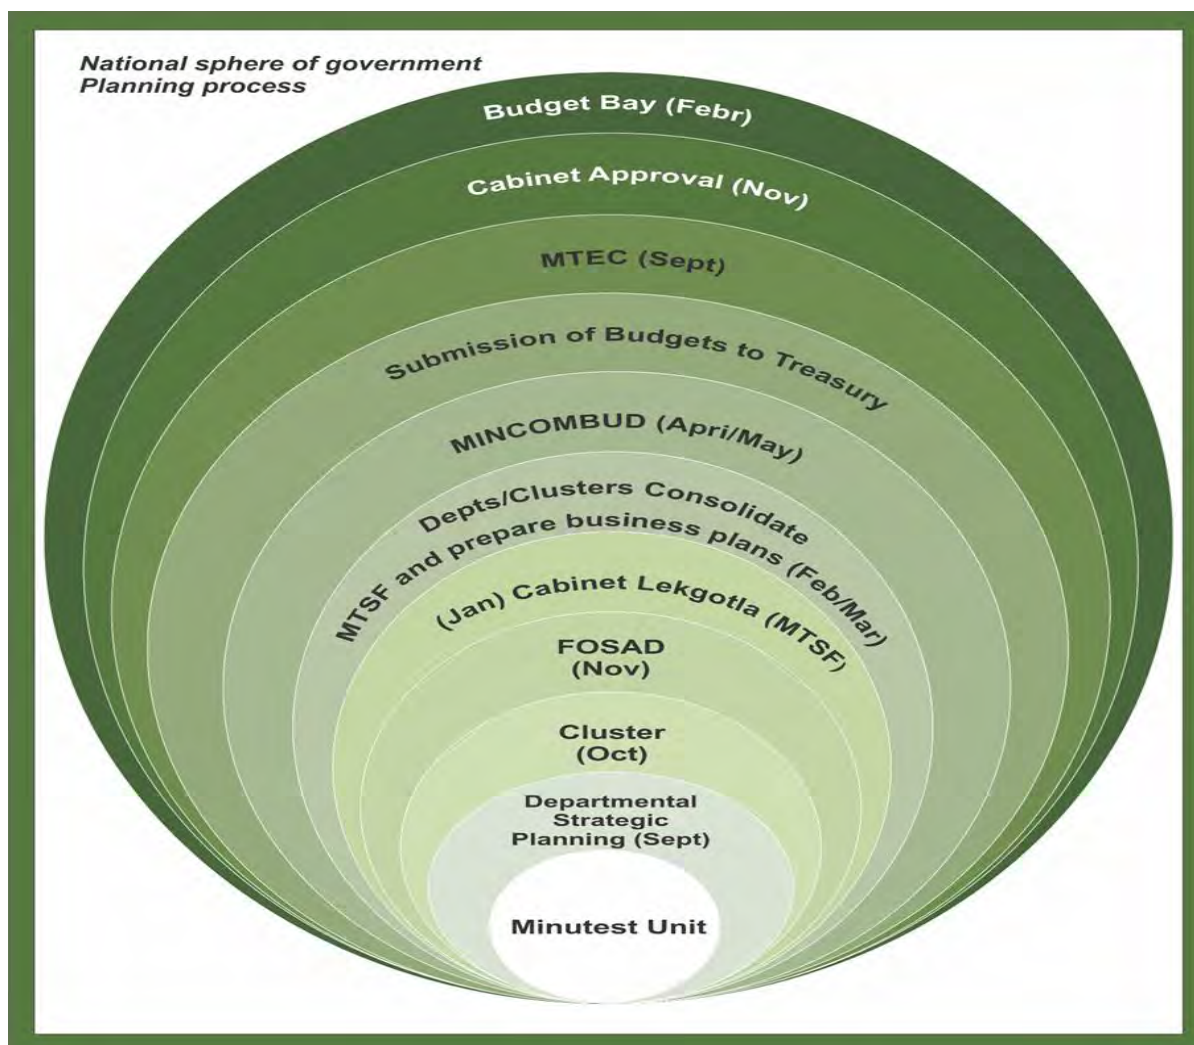 National sphere of government
Planning process
Budget Bay (Febr)
Cabinet Approval (Nov)
MTEC (Sept)
Submission of Budgets to Treasury
MINCOMBUD (Apri/May)
Depts/Clusters Consolidate
MTSF and prepare business plans (Feb/Mar)
(Jan) Cabinet Lekgotla (MTSF)
FOSAD
(Nov)
Cluster
(Oct)
Departmental
Strategic
Planning (Sept)
Minutest Unit